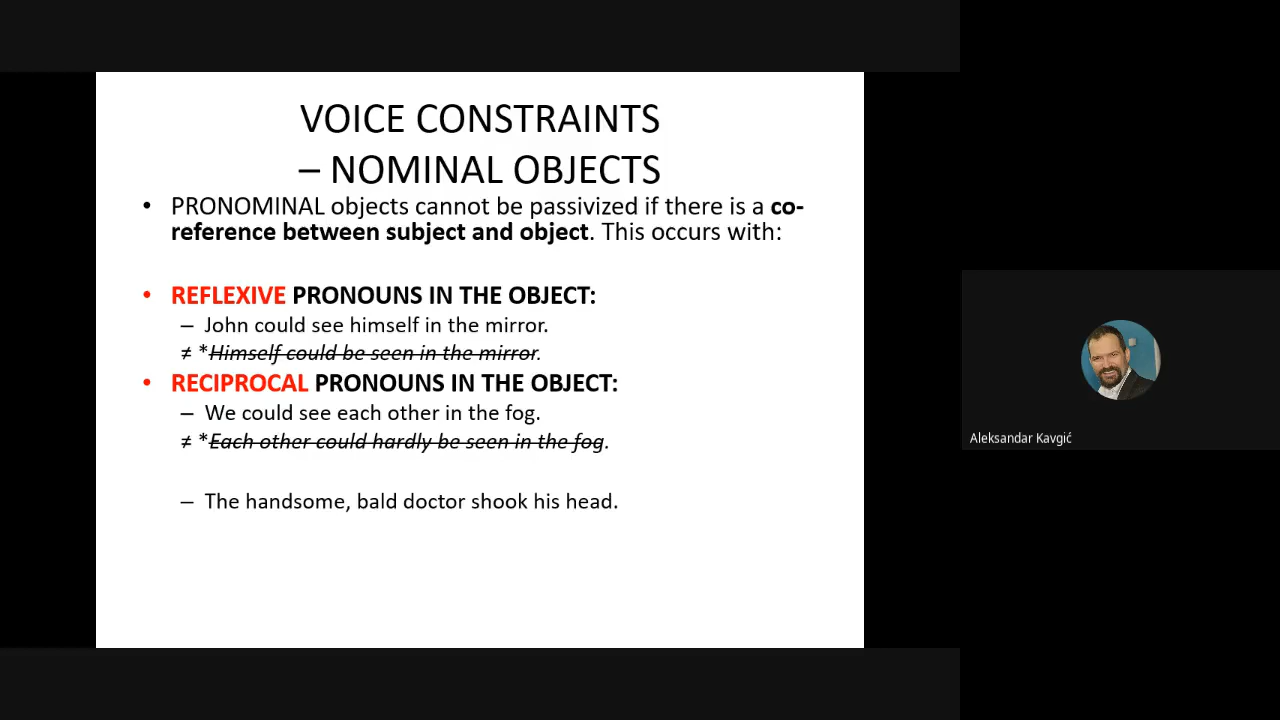 VOICE CONSTRAINTS
– NOMINAL OBJECTS
• PRONOMINAL objects cannot be passivized if there is a co-
reference between subject and object. This occurs with:
• REFLEXIVE PRONOUNS IN THE OBJECT:
– John could see himself in the mirror.
≠ *Himself could be seen in the mirror.
• RECIPROCAL PRONOUNS IN THE OBJECT:
– We could see each other in the fog.
≠ *Each other could hardly be seen in the fog.
– The handsome, bald doctor shook his head.
Aleksandar Kavgić